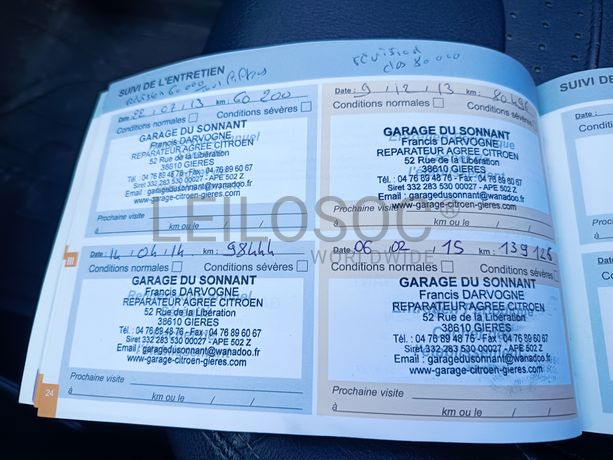 SUIVI DE L'ENTRETIEN
révision
des 80 000
révision 60 000
SUIVI D
Date : 22 , 07 , 13 km : 60 200
Conditions normales
Conditions sévères
GARAGE DU SONNANT
Francis DARVOGNE
REPARATEUR AGREE CITROEN
52 Rue de la Libération
38610 GIERES
Tél. : 04 76 89 48 76 - Fax : 04 76 89 60 67
Siret 332 283 530 00027 - APE 502 Z
Email : garagedusonnant@wanadoo.fr
www-garage-citroen-gieres.com
Prochaine visite
à km ou le / /
Date : 9 , 12 , 13 km : 80496
Conditions normales
Conditions sévères
GARAGE DU SONNANT
Francis DARVOGNE
REPARATEUR AGREE CITROEN
52 Rue de la Libération
38610 GIERES
Tél. : 04 76 89 48 76 - Fax : 04 76 89 60 67
Siret 332 283 530 00027 - APE 502 Z
Email : garagedusonnant@wanadoo.fr
www-garage-citroen-gieres.com
Prochaine visite
à km ou le / /
LEILOSOC®
WORLDWIDE
Date : 14 , 04 , 14 km : 98444
Conditions normales
Conditions sévères
GARAGE DU SONNANT
Francis DARVOGNE
REPARATEUR AGREE CITROEN
52 Rue de la Libération
38610 GIERES
Tél. : 04 76 89 48 76 - Fax : 04 76 89 60 67
Siret 332 283 530 00027 - APE 502 Z
Email : garagedusonnant@wanadoo.fr
www-garage-citroen-gieres.com
Prochaine visite
à km ou le / /
Date : 06 , 02 , 15 km : 139126
Conditions normales
Conditions sévères
GARAGE DU SONNANT
Francis DARVOGNE
REPARATEUR AGREE CITROEN
52 Rue de la Libération
38610 GIERES
Tél. : 04 76 89 48 76 - Fax : 04 76 89 60 67
Siret 332 283 530 00027 - APE 502 Z
Email : garagedusonnant@wanadoo.fr
www-garage-citroen-gieres.com
Prochaine visite
à km ou le / /
III
24